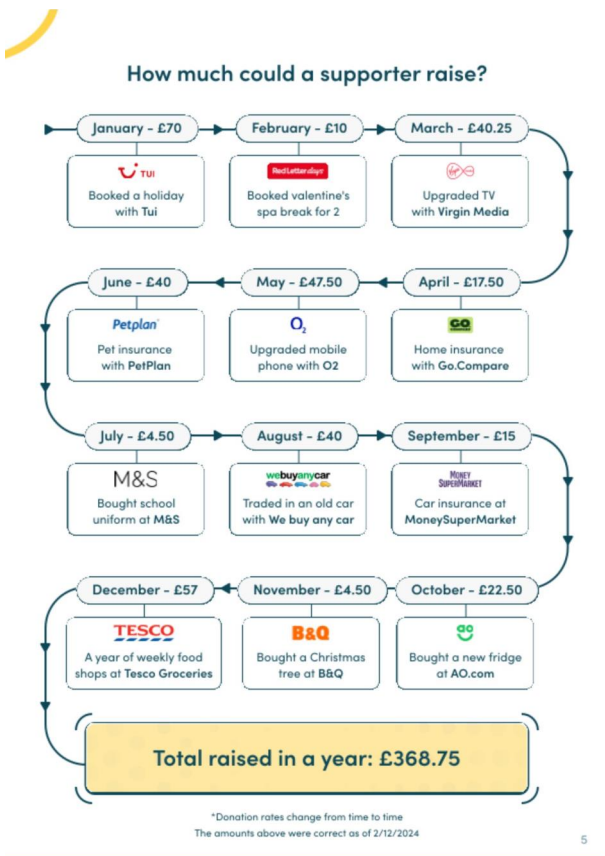 How much could a supporter raise?
January - £70
February - £10
March - £40.25
TUI
Red Letter days
Virgin
Booked a holiday
with Tui
Booked valentine's
spa break for 2
Upgraded TV
with Virgin Media
June - £40
May - £47.50
April - £17.50
Petplan
O2
GO
COMPARE
Pet insurance
with PetPlan
Upgraded mobile
phone with O2
Home insurance
with Go.Compare
July - £4.50
August - £40
September - £15
M&S
webuyanycar
MONEY
SUPERMARKET
Bought school
uniform at M&S
Traded in an old car
with We buy any car
Car insurance at
MoneySuperMarket
December - £57
November - £4.50
October - £22.50
TESCO
B&Q
ao
A year of weekly food
shops at Tesco Groceries
Bought a Christmas
tree at B&Q
Bought a new fridge
at AO.com
Total raised in a year: £368.75
*Donation rates change from time to time
The amounts above were correct as of 2/12/2024
5